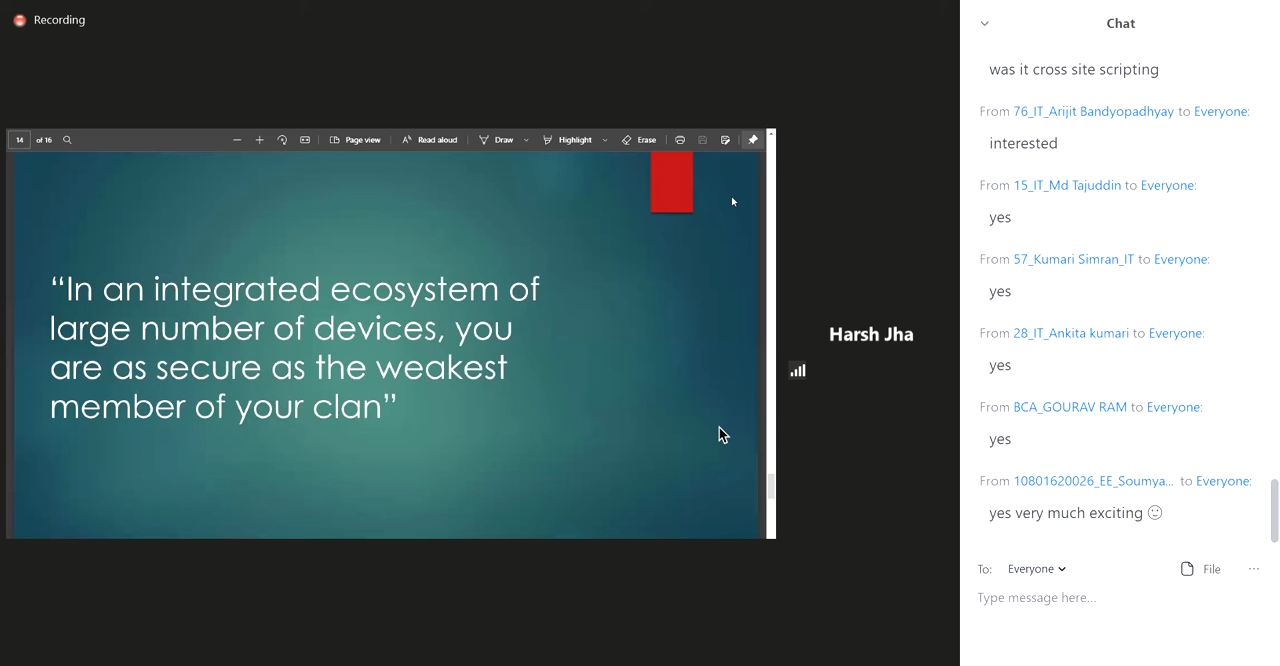 Recording
14 of 16
Page view
Read aloud
Draw
Highlight
Erase
“In an integrated ecosystem of
large number of devices, you
are as secure as the weakest
member of your clan”
Harsh Jha
Chat
was it cross site scripting
From 76_IT_Arijit Bandyopadhyay to Everyone:
interested
From 15_IT_Md Tajuddin to Everyone:
yes
From 57_Kumari Simran_IT to Everyone:
yes
From 28_IT_Ankita kumari to Everyone:
yes
From BCA_GOURAV RAM to Everyone:
yes
From 10801620026_EE_Soumya... to Everyone:
yes very much exciting 🙂
To: Everyone
File
Type message here...